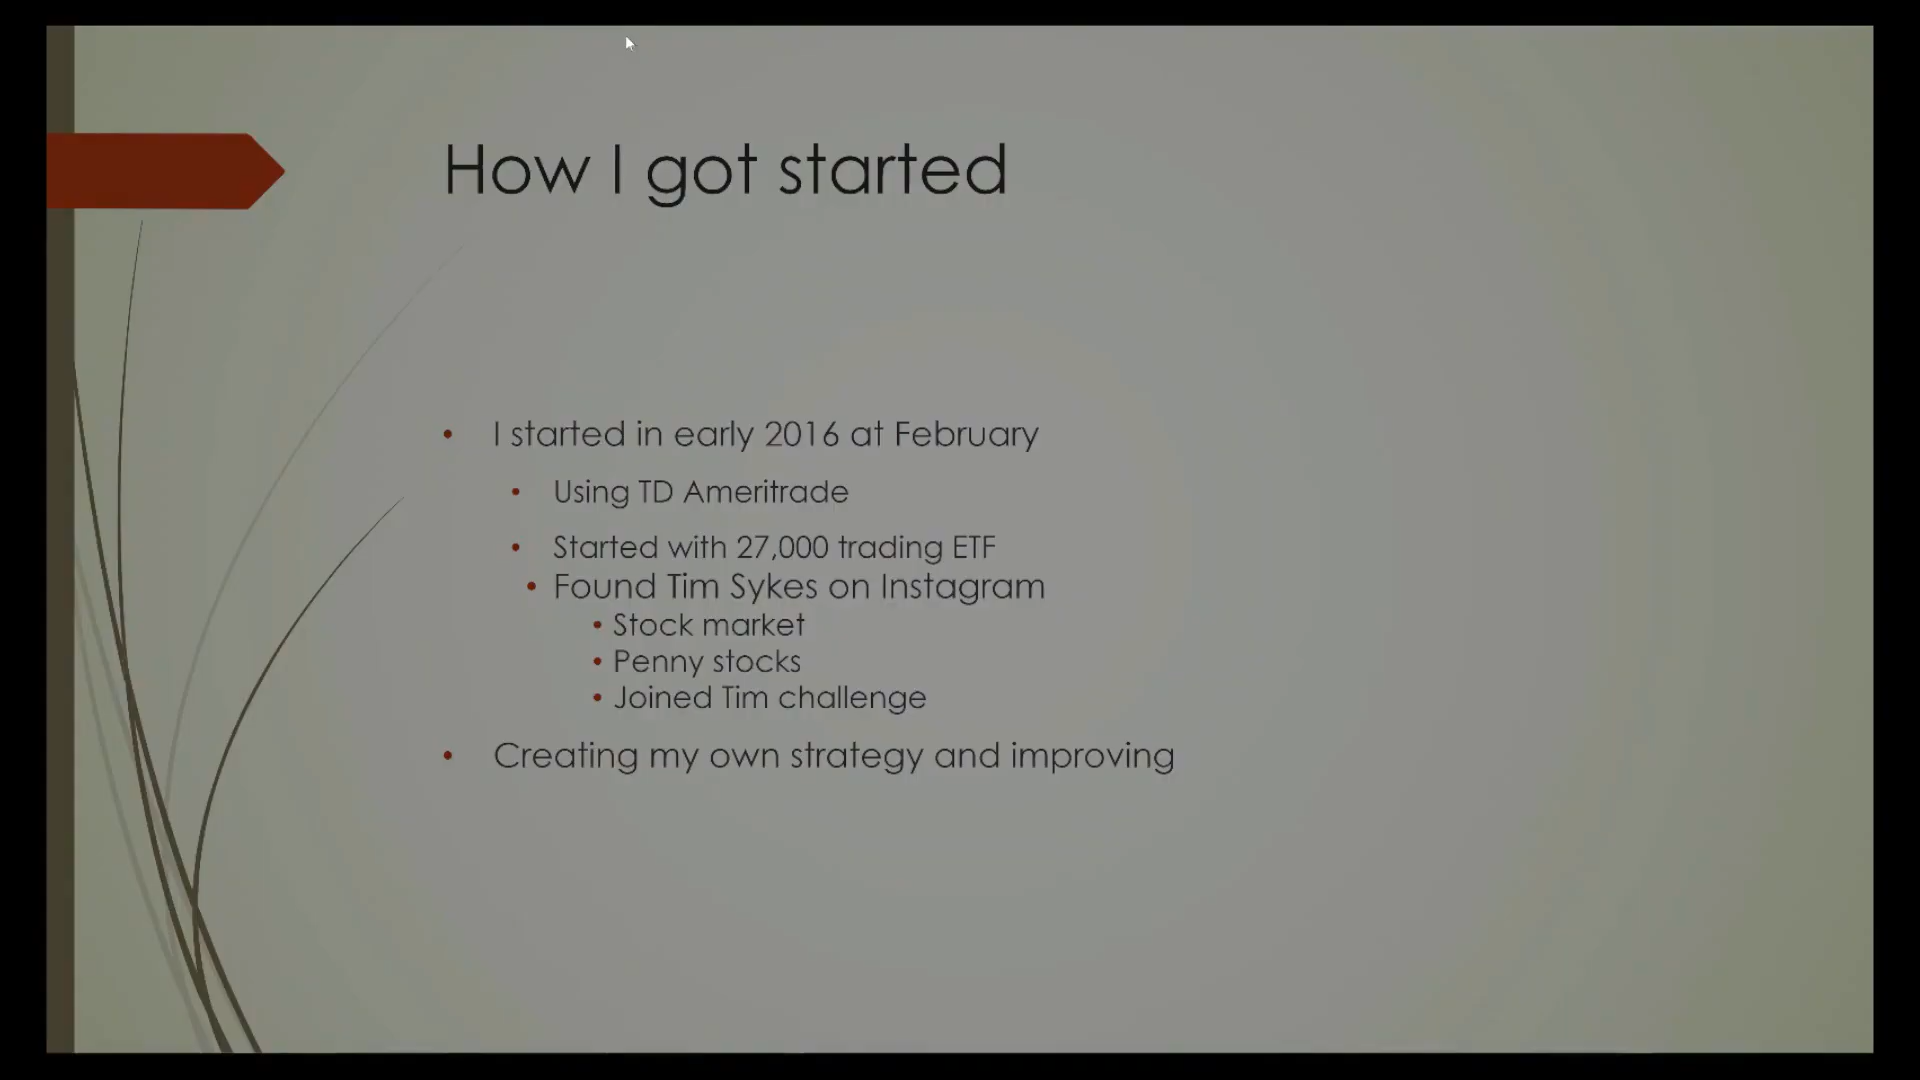 How I got started
• I started in early 2016 at February
• Using TD Ameritrade
• Started with 27,000 trading ETF
• Found Tim Sykes on Instagram
• Stock market
• Penny stocks
• Joined Tim challenge
• Creating my own strategy and improving